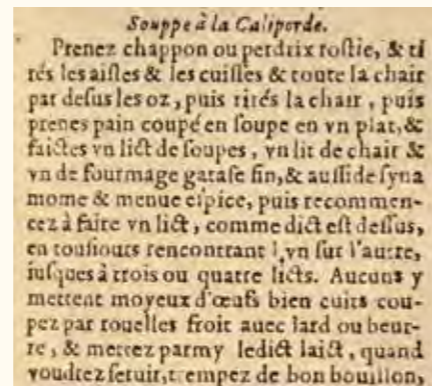 Souppe à la Caliporde.
Prenez chappon ou perdrix rostie, & ti
rés les aisles & les cuisses & toute la chair
par desus les oz, puis tirés la chair, puis
prenes pain coupé en soupe en vn plat, &
faictes vn lict de soupes, vn lit de chair &
vn de fourmage gatase fin, & aussi de syna
mome & menue espice, puis recommen-
cez à faire vn lict, comme dict est dessus,
en tousiours rencontrant l'vn sur l'autre,
iusques à trois ou quatre licts. Aucuns y
mettent moyeux d'œufs bien cuits cou-
pez par rouelles froit auec lard ou beur-
re, & mettez parmy ledict laict, quand
voudrez seruir, trempez de bon bouillon,